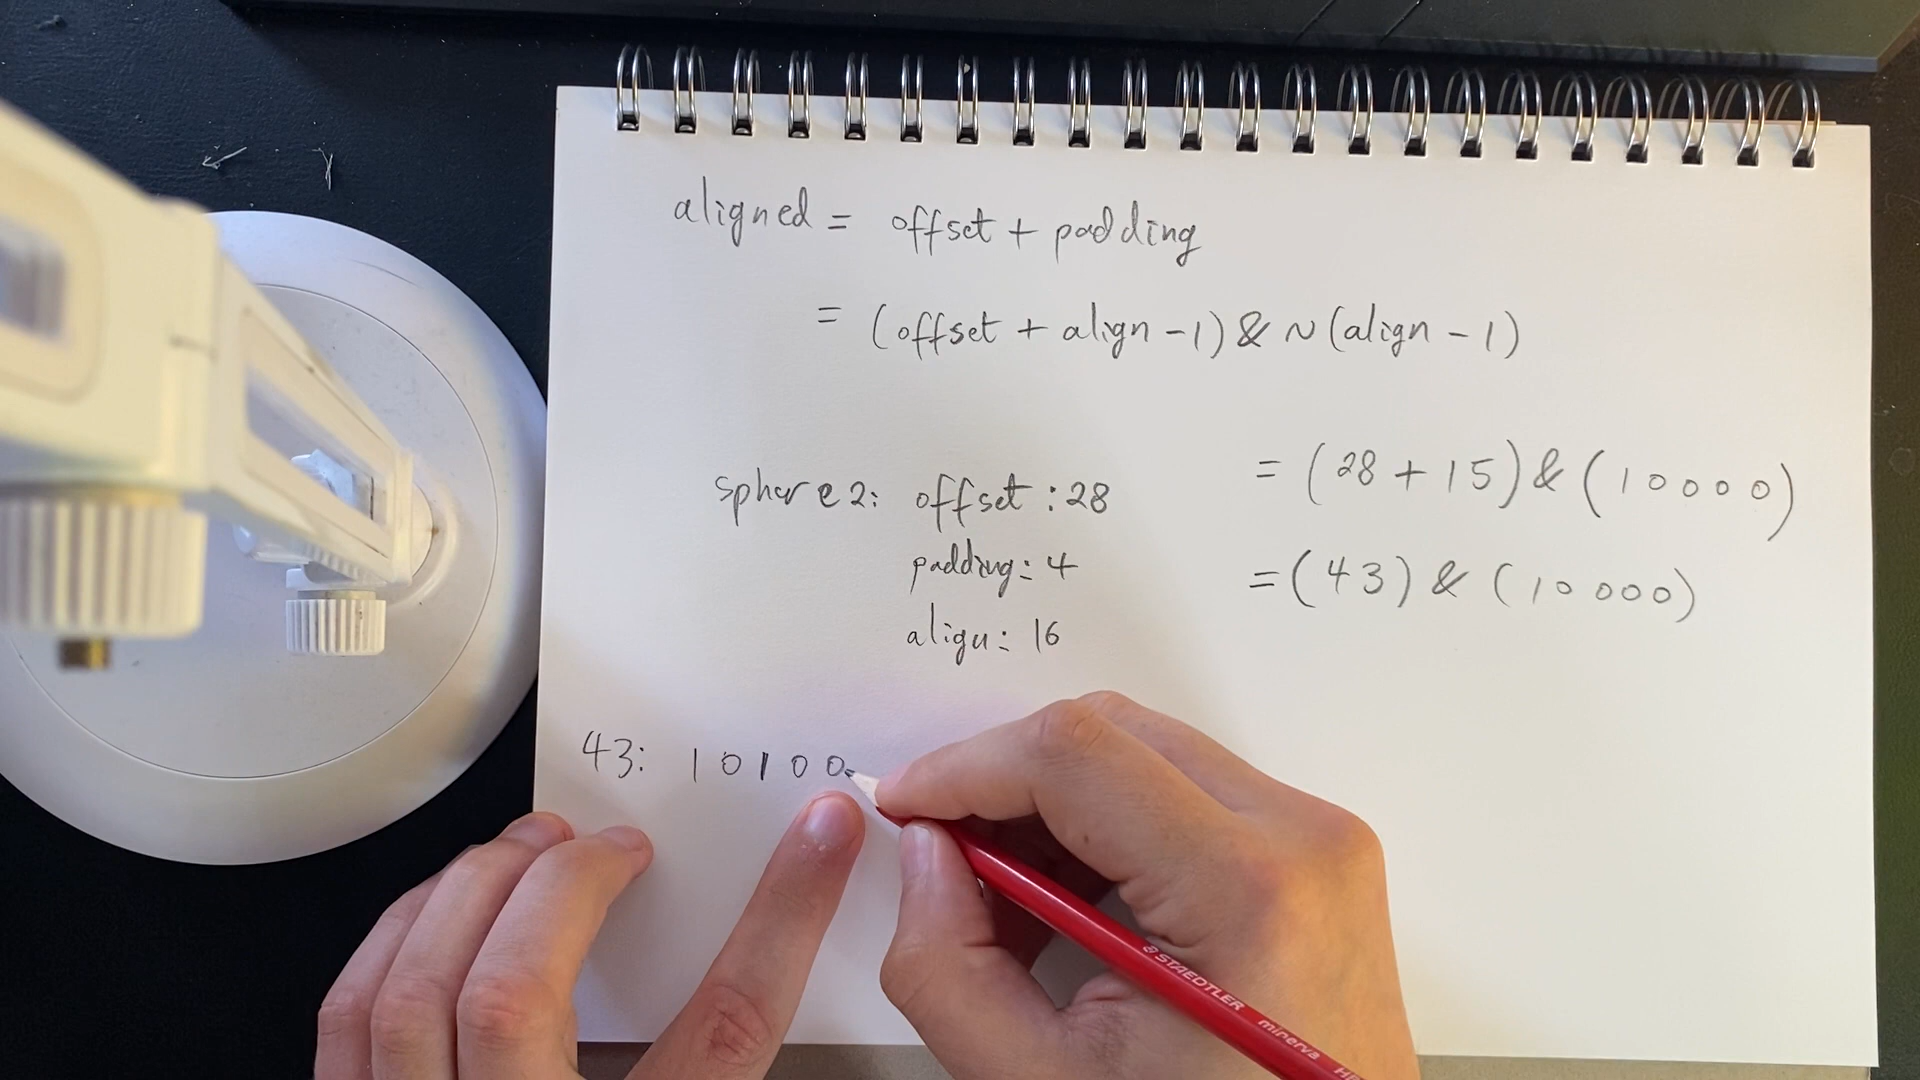 aligned = offset + padding
= (offset + align - 1) & ~ (align - 1)
sphere2: offset : 28
padding: 4
align: 16
= (28 + 15) & (10000)
= (43) & (10000)
43: 10100
STAEDTLER minerva H